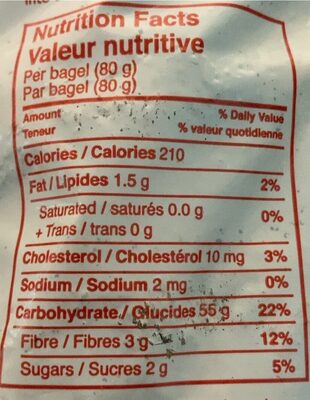 Nutrition Facts
Valeur nutritive
Per bagel (80 g)
Par bagel (80 g)
Amount % Daily Value
Teneur % valeur quotidienne
Calories / Calories 210
Fat / Lipides 1.5 g 2%
Saturated / saturés 0.0 g 0%
+ Trans / trans 0 g
Cholesterol / Cholestérol 10 mg 3%
Sodium / Sodium 2 mg 0%
Carbohydrate / Glucides 55 g 22%
Fibre / Fibres 3 g 12%
Sugars / Sucres 2 g 5%